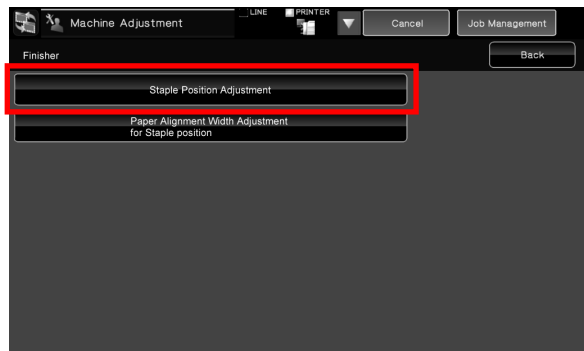 Machine Adjustment
LINE
PRINTER
Cancel
Job Management
Finisher
Back
Staple Position Adjustment
Paper Alignment Width Adjustment
for Staple position